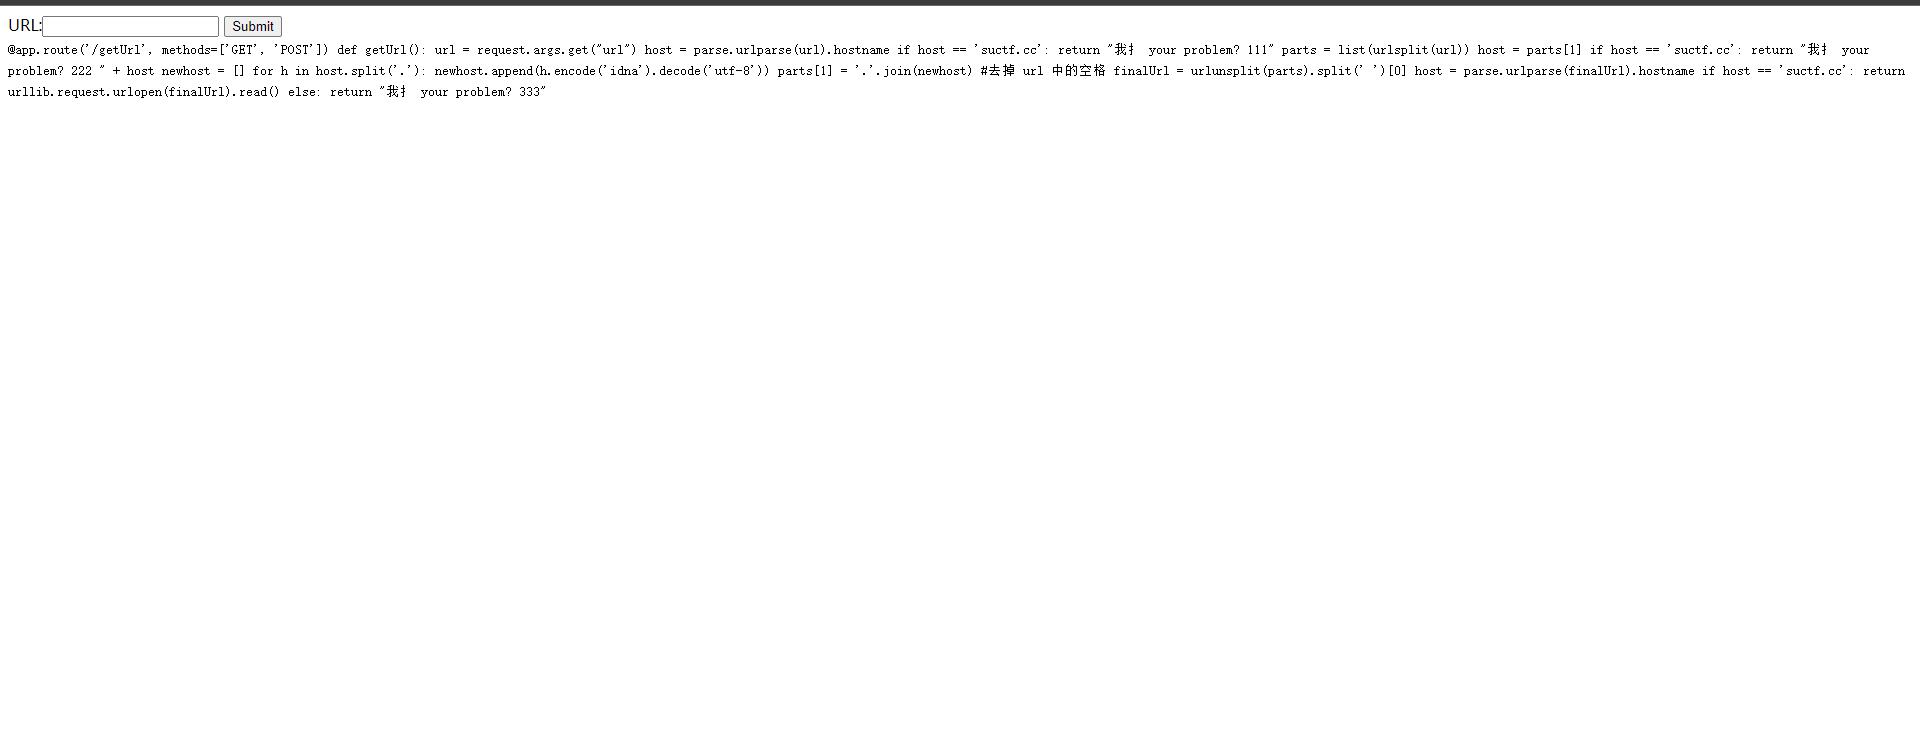 URL: Submit
@app.route('/getUrl', methods=['GET', 'POST']) def getUrl(): url = request.args.get("url") host = parse.urlparse(url).hostname if host == 'suctf.cc': return "我扌 your problem? 111" parts = list(urlsplit(url)) host = parts[1] if host == 'suctf.cc': return "我扌 your
problem? 222 " + host newhost = [] for h in host.split('.'): newhost.append(h.encode('idna').decode('utf-8')) parts[1] = '.'.join(newhost) #去掉 url 中的空格 finalUrl = urlunsplit(parts).split(' ')[0] host = parse.urlparse(finalUrl).hostname if host == 'suctf.cc': return
urllib.request.urlopen(finalUrl).read() else: return "我扌 your problem? 333"